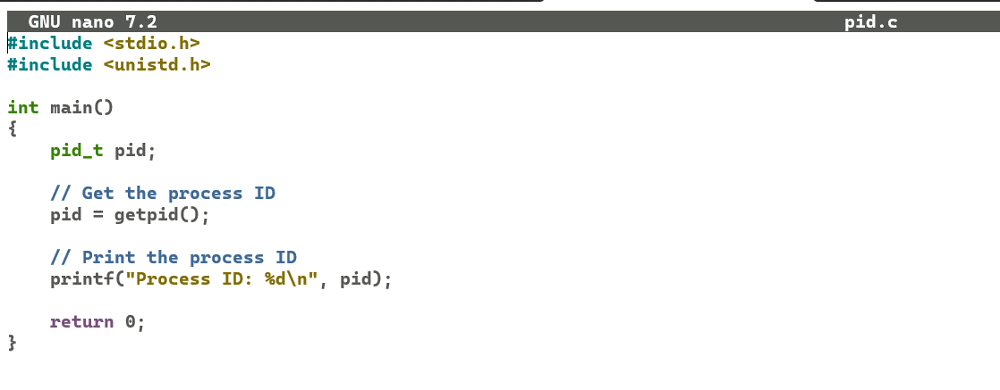 GNU nano 7.2 pid.c
#include <stdio.h>
#include <unistd.h>
int main()
{
    pid_t pid;
    // Get the process ID
    pid = getpid();
    // Print the process ID
    printf("Process ID: %d\n", pid);
    return 0;
}